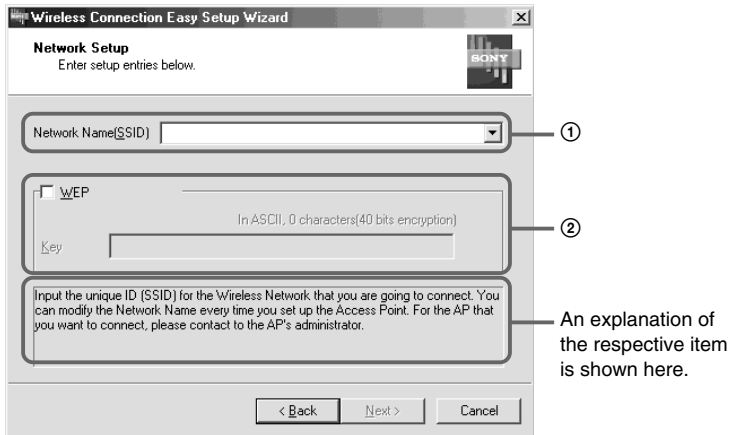 Wireless Connection Easy Setup Wizard
Network Setup
Enter setup entries below.
SONY
Network Name(SSID)
①
WEP
In ASCII, 0 characters(40 bits encryption)
②
Key
Input the unique ID (SSID) for the Wireless Network that you are going to connect. You
can modify the Network Name every time you set up the Access Point. For the AP that
you want to connect, please contact to the AP's administrator.
An explanation of
the respective item
is shown here.
< Back
Next >
Cancel